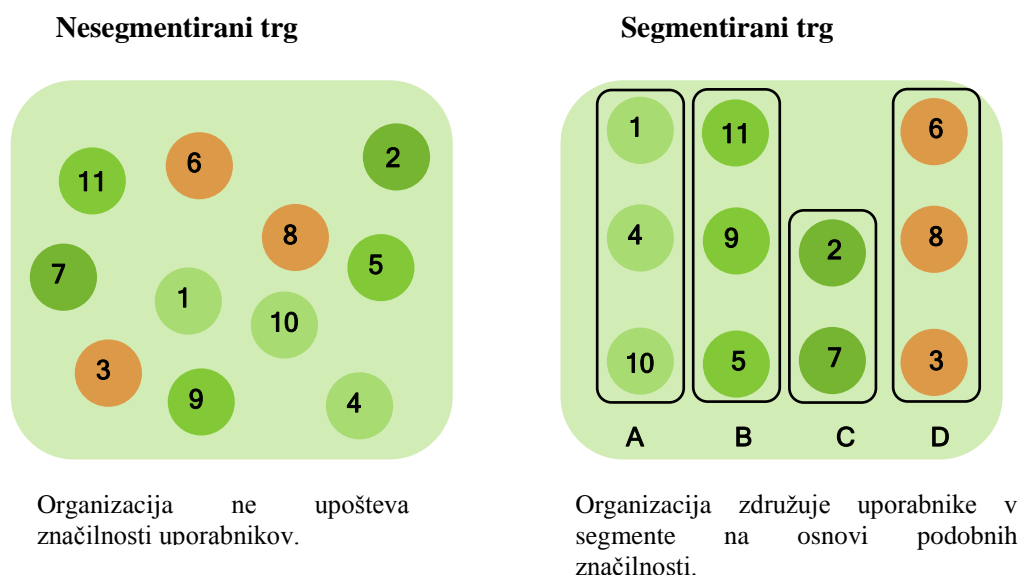 Nesegmentirani trg
Segmentirani trg
11
6
2
8
5
7
1
10
3
9
4
1
11
6
4
9
2
8
10
5
7
3
A B C D
Organizacija ne upošteva
značilnosti uporabnikov.
Organizacija združuje uporabnike v
segmente na osnovi podobnih
značilnosti.